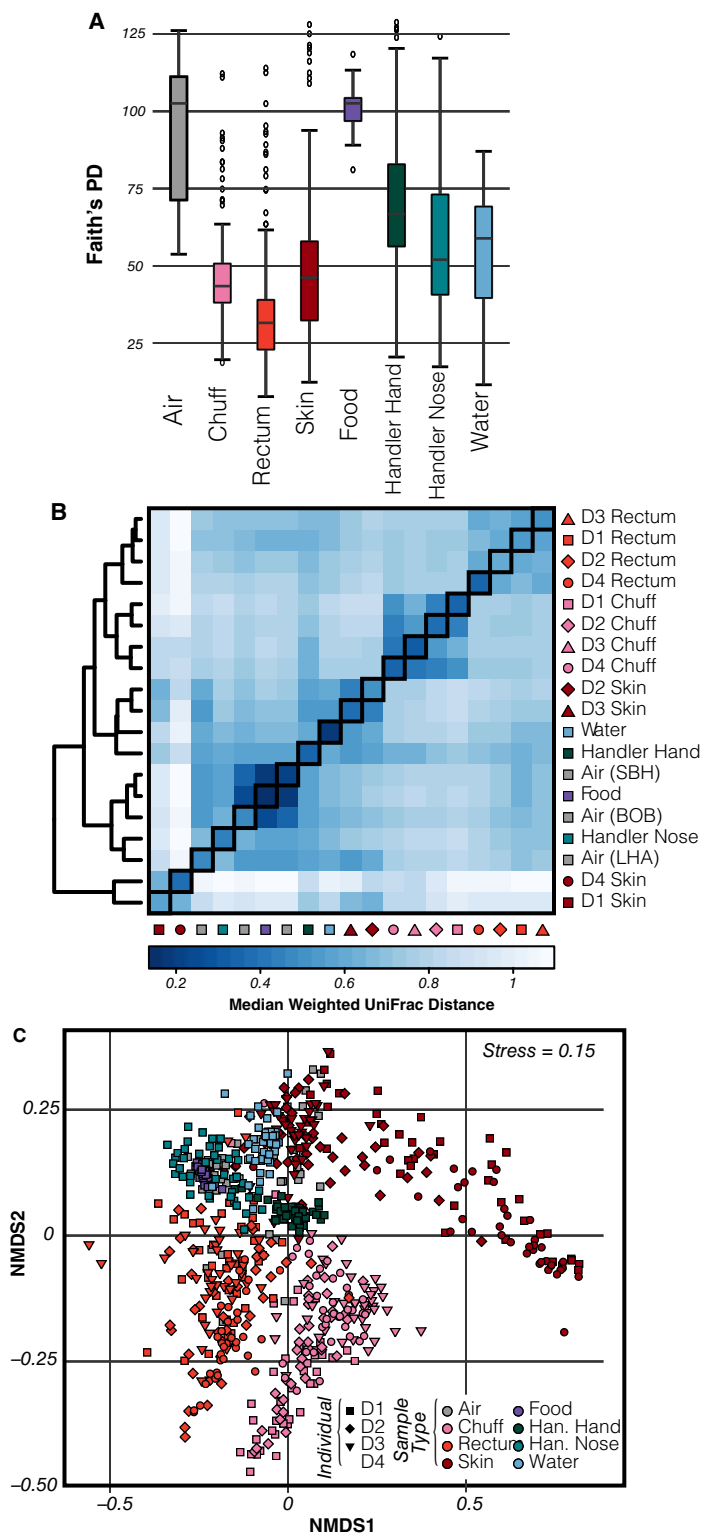 A
Faith's PD
125
100
75
50
25
Air
Chuff
Rectum
Skin
Food
Handler Hand
Handler Nose
Water
B
D3 Rectum
D1 Rectum
D2 Rectum
D4 Rectum
D1 Chuff
D2 Chuff
D3 Chuff
D4 Chuff
D2 Skin
D3 Skin
Water
Handler Hand
Air (SBH)
Food
Air (BOB)
Handler Nose
Air (LHA)
D4 Skin
D1 Skin
0.2 0.4 0.6 0.8 1
Median Weighted UniFrac Distance
C
Stress = 0.15
NMDS2
0.25
0
−0.25
−0.50
Individual
D1
D2
D3
D4
Sample Type
Air
Chuff
Rectum
Skin
Food
Han. Hand
Han. Nose
Water
−0.5 0 0.5
NMDS1